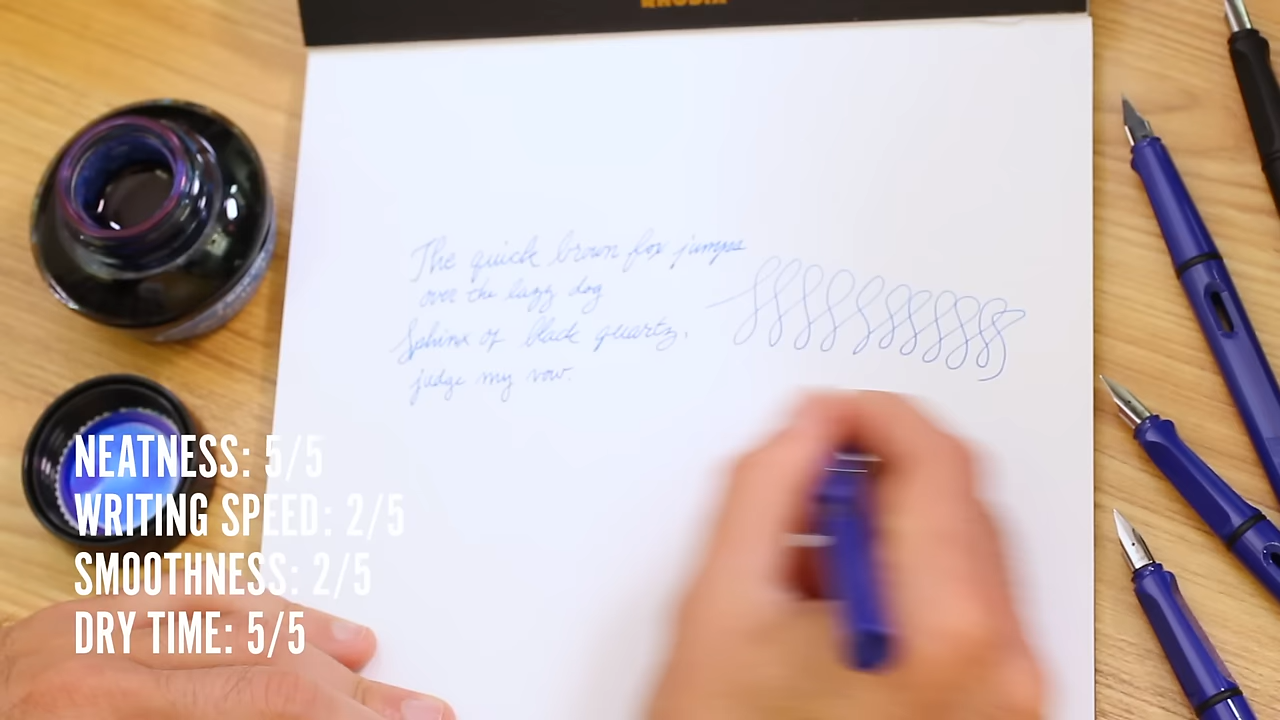 RHODIA
The quick brown fox jumps
over the lazy dog
Sphinx of black quartz,
judge my vow.
NEATNESS: 5/5
WRITING SPEED: 2/5
SMOOTHNESS: 2/5
DRY TIME: 5/5